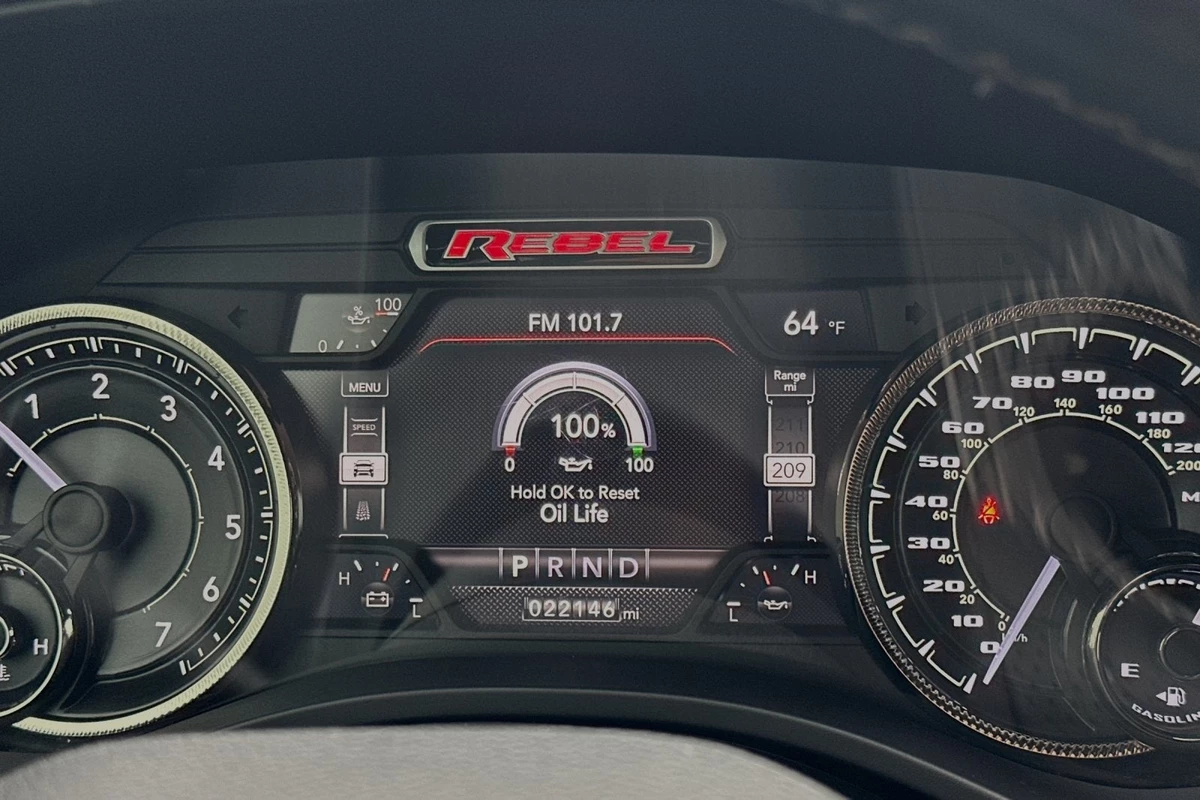 REBEL
% 100
0
FM 101.7
64 °F
MENU
SPEED
100%
0 100
Hold OK to Reset
Oil Life
Range
mi
211
210
209
208
P R N D
022146 mi
H L
L H
1 2 3 4 5 6 7
H
0 10 20 30 40 50 60 70 80 90 100 110 120
0 20 40 60 80 100 120 140 160 180 200
km/h
E